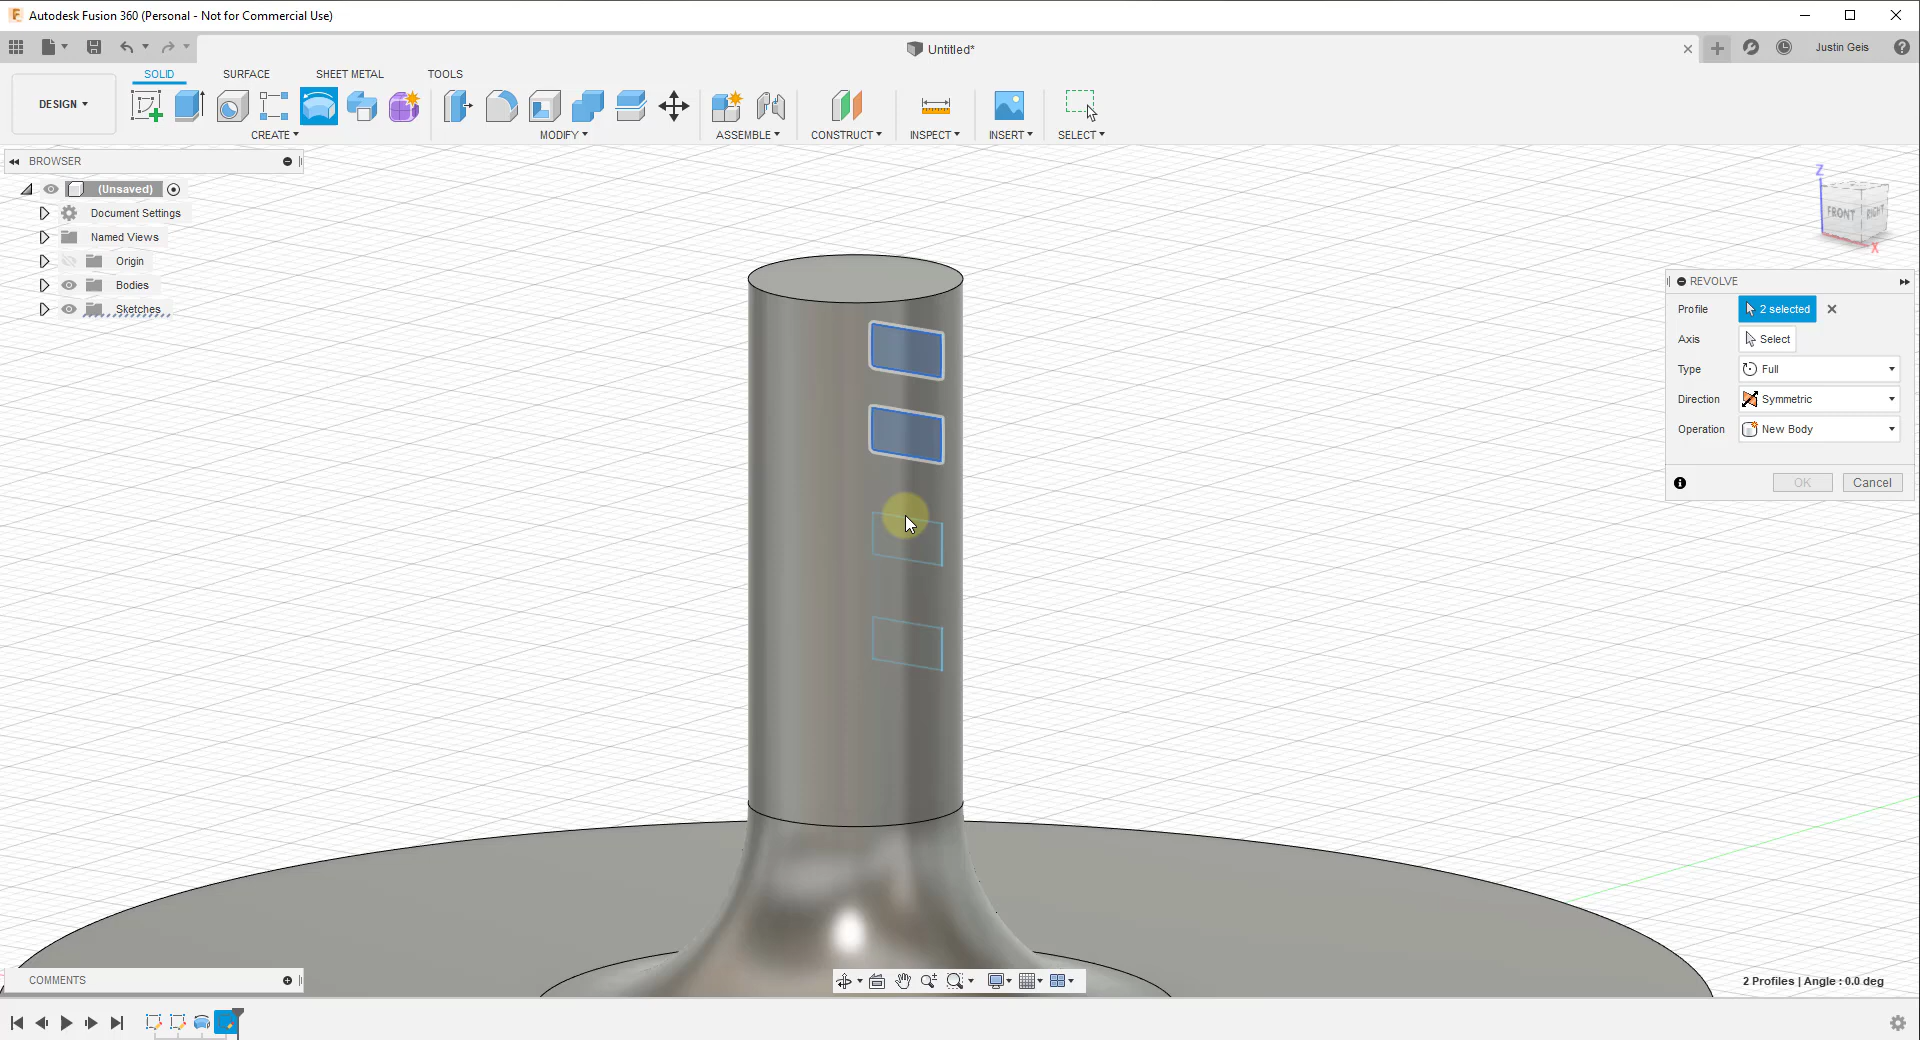 Autodesk Fusion 360 (Personal - Not for Commercial Use)
Untitled*
Justin Geis
SOLID SURFACE SHEET METAL TOOLS
DESIGN
CREATE MODIFY ASSEMBLE CONSTRUCT INSPECT INSERT SELECT
BROWSER
(Unsaved)
Document Settings
Named Views
Origin
Bodies
Sketches
Z
FRONT RIGHT
X
REVOLVE
Profile 2 selected
Axis Select
Type Full
Direction Symmetric
Operation New Body
OK Cancel
COMMENTS
2 Profiles | Angle : 0.0 deg